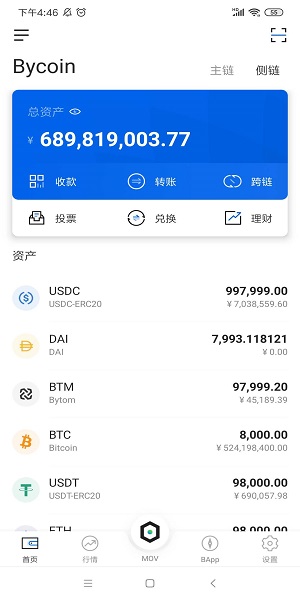 下午4:46
HD
55
Bycoin
主链 侧链
总资产
¥ 689,819,003.77
收款 转账 跨链
投票 兑换 理财
资产
USDC 997,999.00
USDC-ERC20 ¥ 7,038,559.60
DAI 7,993.118121
DAI ¥ 0.00
BTM 97,999.20
Bytom ¥ 45,189.39
BTC 8,000.00
Bitcoin ¥ 524,198,400.00
USDT 98,000.00
USDT-ERC20 ¥ 690,057.98
ETH 98,000.00
首页 行情 MOV BApp 设置